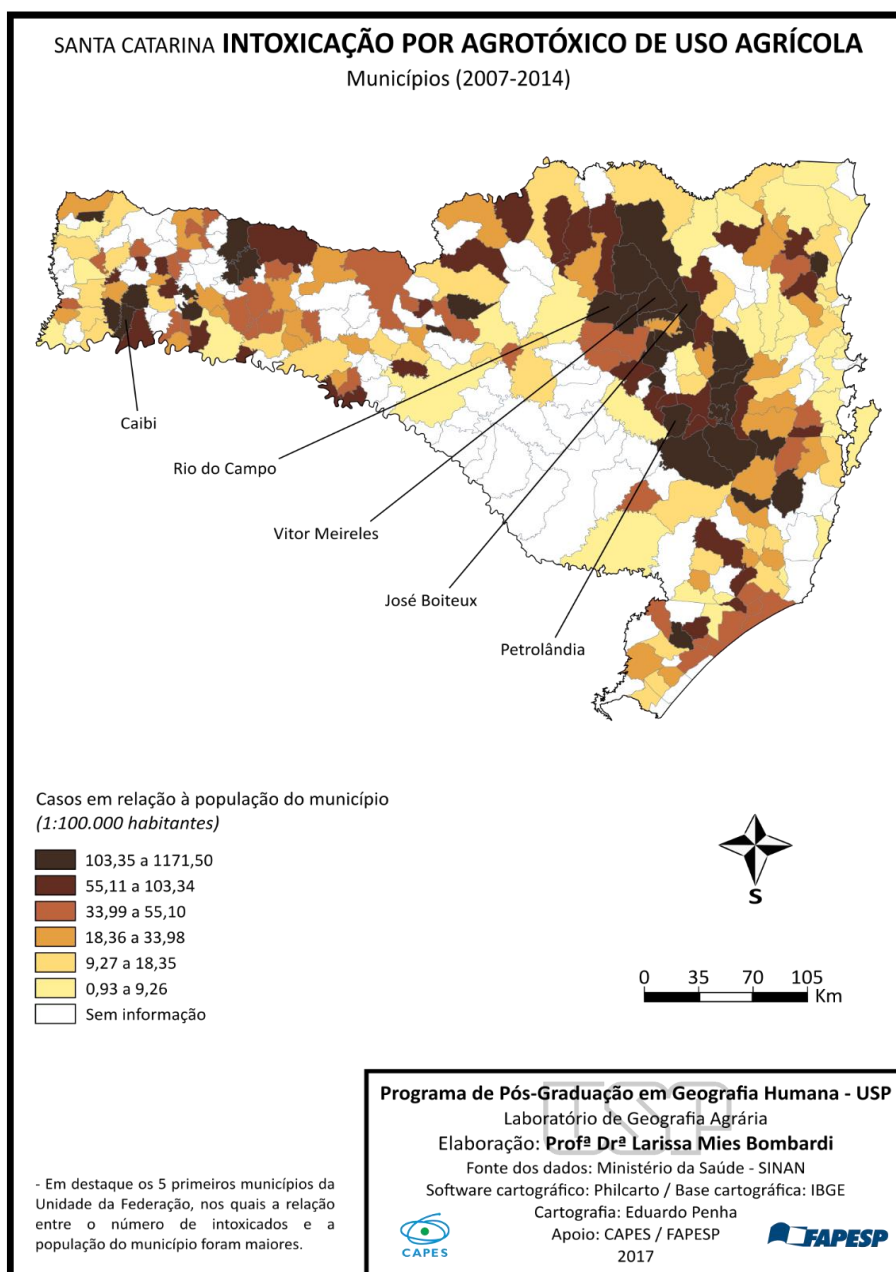 SANTA CATARINA INTOXICAÇÃO POR AGROTÓXICO DE USO AGRÍCOLA
Municípios (2007-2014)
Caibi
Rio do Campo
Vitor Meireles
José Boiteux
Petrolândia
Casos em relação à população do município
(1:100.000 habitantes)
103,35 a 1171,50
55,11 a 103,34
33,99 a 55,10
18,36 a 33,98
9,27 a 18,35
0,93 a 9,26
Sem informação
S
0 35 70 105
Km
- Em destaque os 5 primeiros municípios da
Unidade da Federação, nos quais a relação
entre o número de intoxicados e a
população do município foram maiores.
USP
Programa de Pós-Graduação em Geografia Humana - USP
Laboratório de Geografia Agrária
Elaboração: Profª Drª Larissa Mies Bombardi
Fonte dos dados: Ministério da Saúde - SINAN
Software cartográfico: Philcarto / Base cartográfica: IBGE
Cartografia: Eduardo Penha
Apoio: CAPES / FAPESP
2017
CAPES
FAPESP